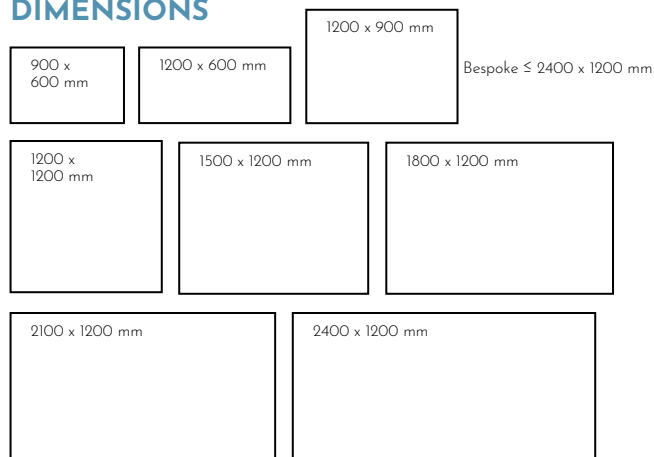 DIMENSIONS
900 x
600 mm
1200 x 600 mm
1200 x 900 mm
Bespoke ≤ 2400 x 1200 mm
1200 x
1200 mm
1500 x 1200 mm
1800 x 1200 mm
2100 x 1200 mm
2400 x 1200 mm